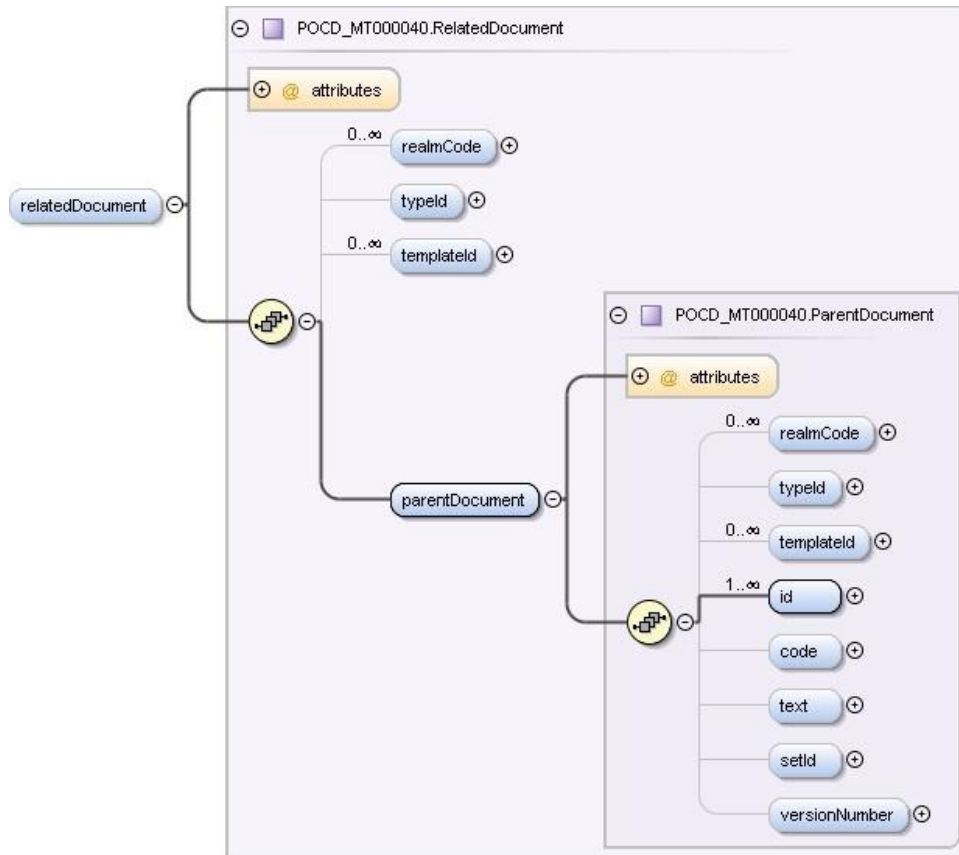 POCD_MT000040.RelatedDocument
@ attributes
0..∞
realmCode
relatedDocument
typeId
0..∞
templateId
POCD_MT000040.ParentDocument
@ attributes
0..∞
realmCode
typeId
parentDocument
0..∞
templateId
1..∞
id
code
text
setId
versionNumber